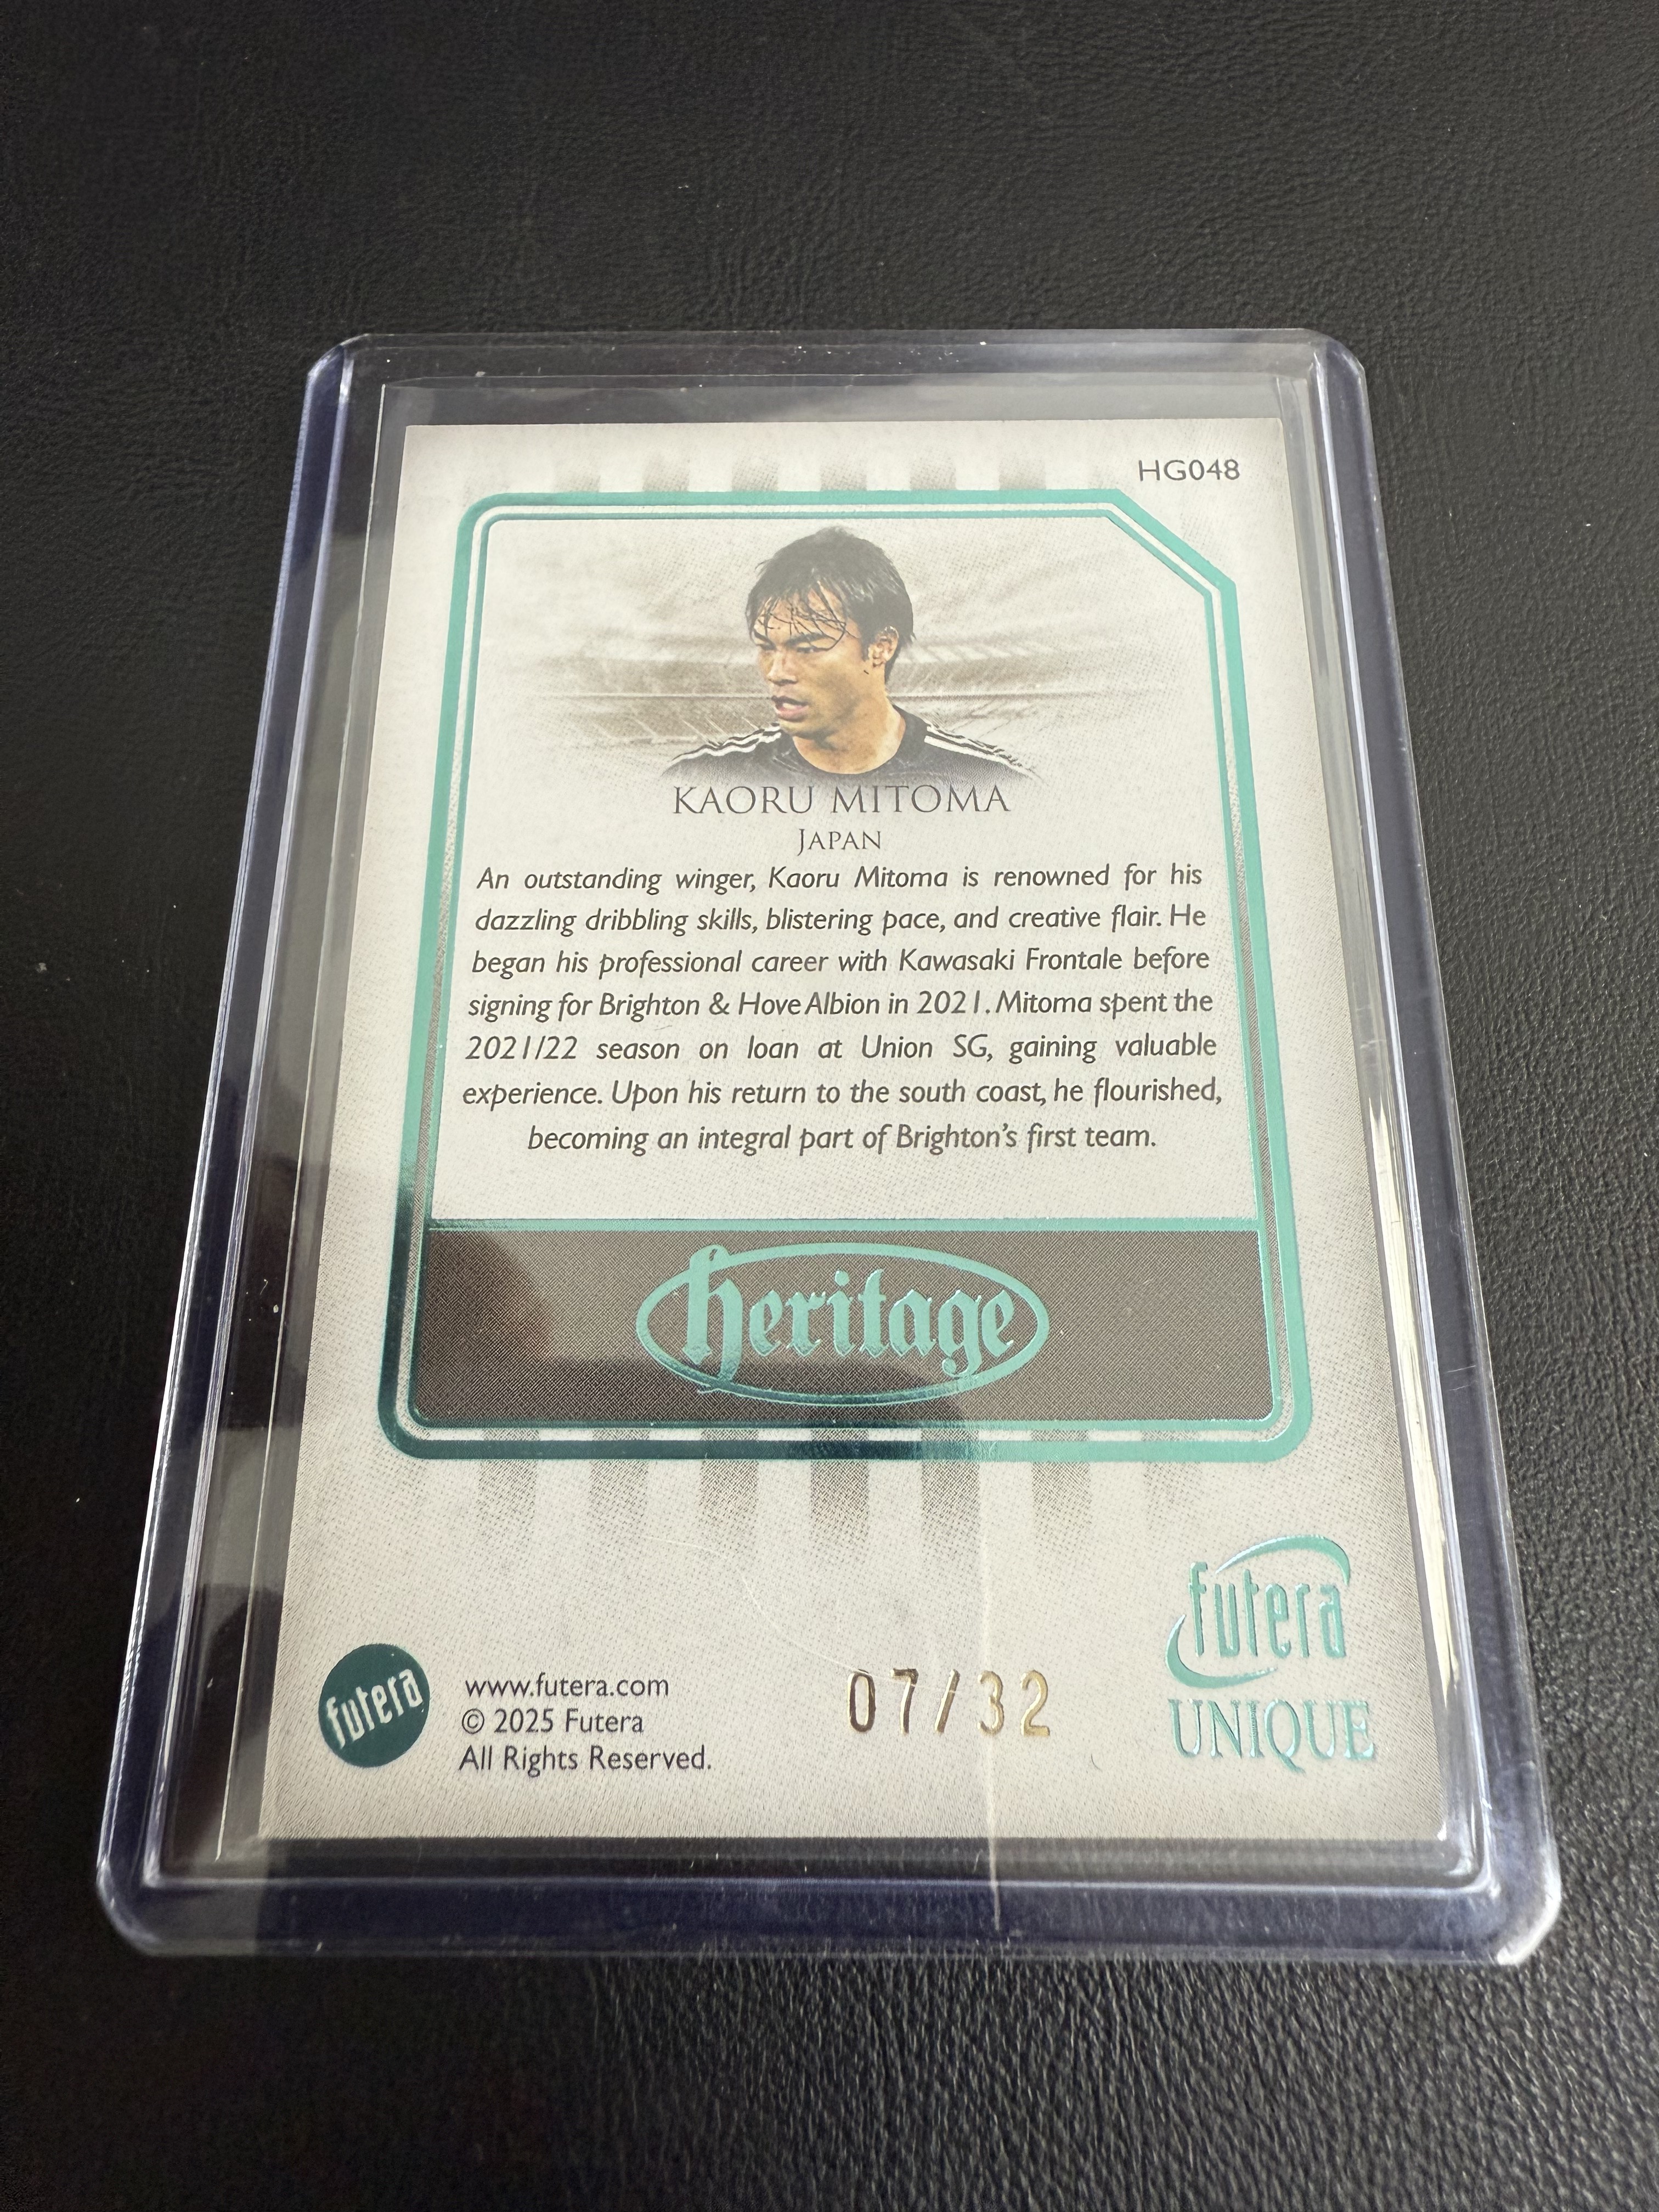 HG048
KAORU MITOMA
JAPAN
An outstanding winger, Kaoru Mitoma is renowned for his
dazzling dribbling skills, blistering pace, and creative flair. He
began his professional career with Kawasaki Frontale before
signing for Brighton & Hove Albion in 2021. Mitoma spent the
2021/22 season on loan at Union SG, gaining valuable
experience. Upon his return to the south coast, he flourished,
becoming an integral part of Brighton's first team.
heritage
futera
www.futera.com
© 2025 Futera
All Rights Reserved.
07/32
futera
UNIQUE